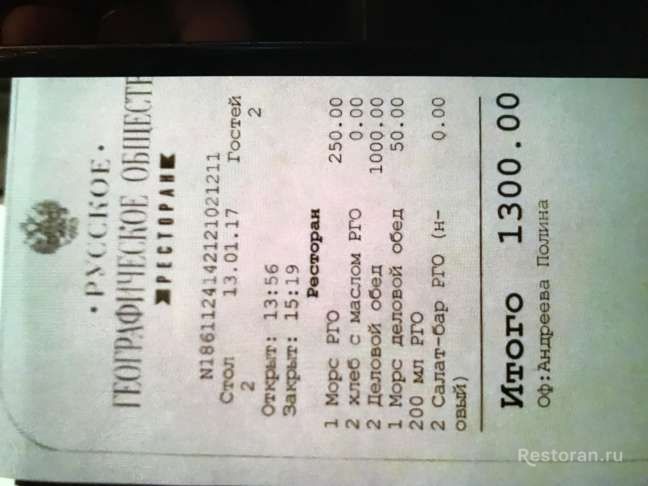 • РУССКОЕ •
ГЕОГРАФИЧЕСКОЕ ОБЩЕСТВ
РЕСТОРАН
N18611241421210212​11
Стол 13.01.17 Гостей
2 2
Открыт: 13:56
Закрыт: 15:19
Ресторан
1 Морс РГО 250.00
2 хлеб с маслом РГО 0.00
2 Деловой обед 1000.00
1 Морс деловой обед 50.00
200 мл РГО
2 Салат-бар РГО (н- 0.00
овый)
Итого 1300.00
Оф:Андреева Полина
Restoran.ru